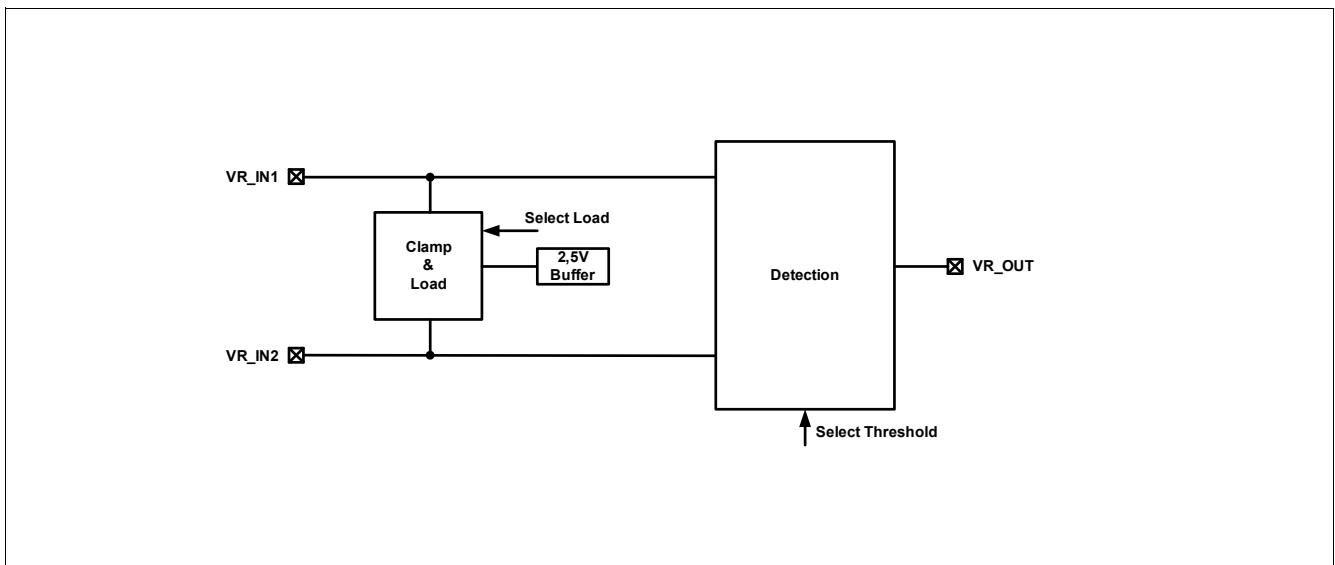 VR_IN1
Select Load
Clamp
&
Load
2,5V
Buffer
Detection
VR_OUT
VR_IN2
Select Threshold